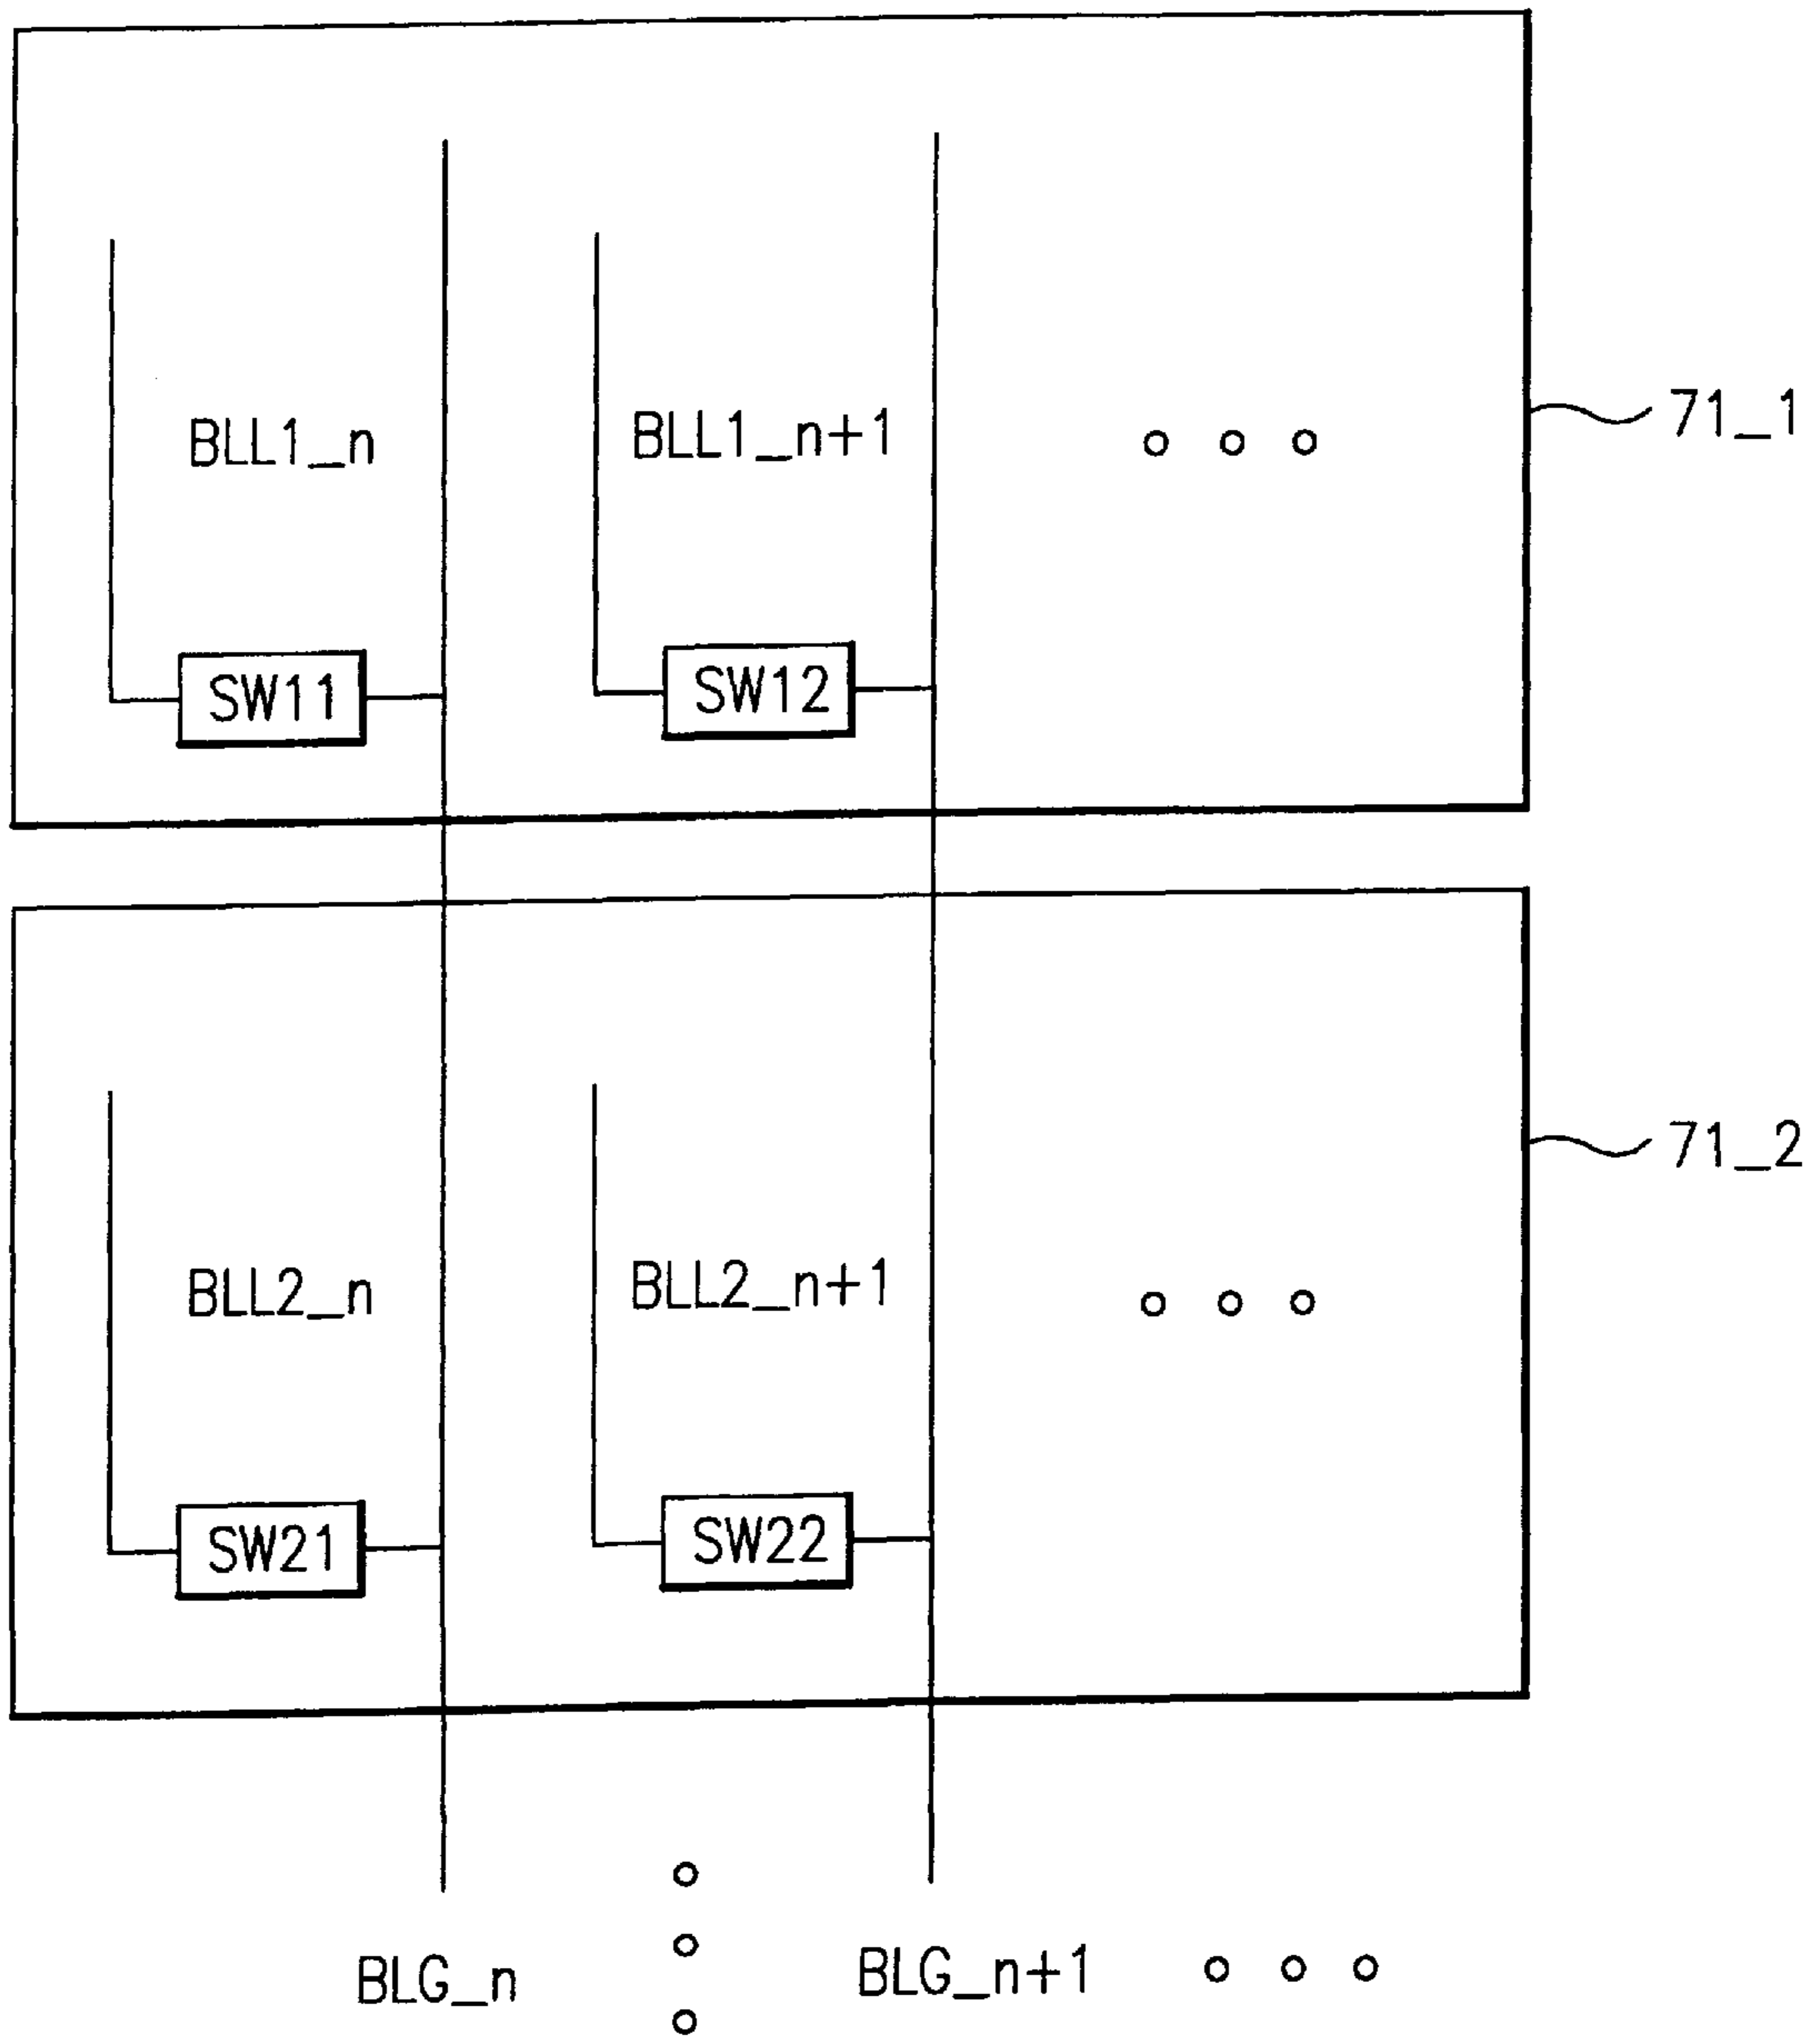 BLL1_n
BLL1_n+1
71_1
SW11
SW12
71_2
BLL2_n
BLL2_n+1
SW21
SW22
BLG_n
BLG_n+1